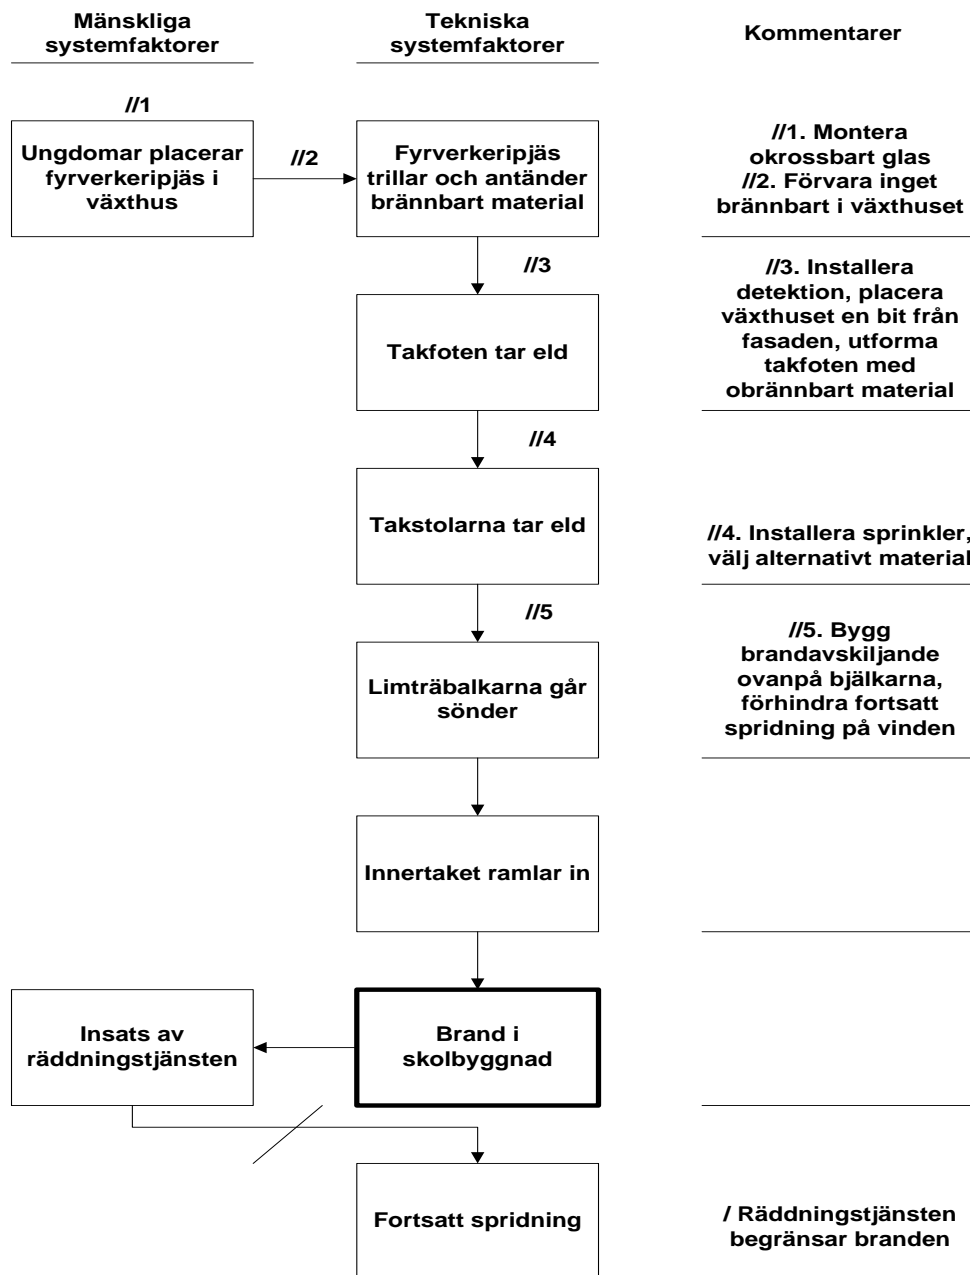 Mänskliga
systemfaktorer
Tekniska
systemfaktorer
Kommentarer
//1
Ungdomar placerar
fyrverkeripjäs i
växthus
//2
Fyrverkeripjäs
trillar och antänder
brännbart material
//1. Montera
okrossbart glas
//2. Förvara inget
brännbart i växthuset
//3
//3. Installera
detektion, placera
växthuset en bit från
fasaden, utforma
takfoten med
obrännbart material
Takfoten tar eld
//4
Takstolarna tar eld
//4. Installera sprinkler,
välj alternativt material
//5
//5. Bygg
brandavskiljande
ovanpå bjälkarna,
förhindra fortsatt
spridning på vinden
Limträbalkarna går
sönder
Innertaket ramlar in
Insats av
räddningstjänsten
Brand i
skolbyggnad
Fortsatt spridning
/ Räddningstjänsten
begränsar branden